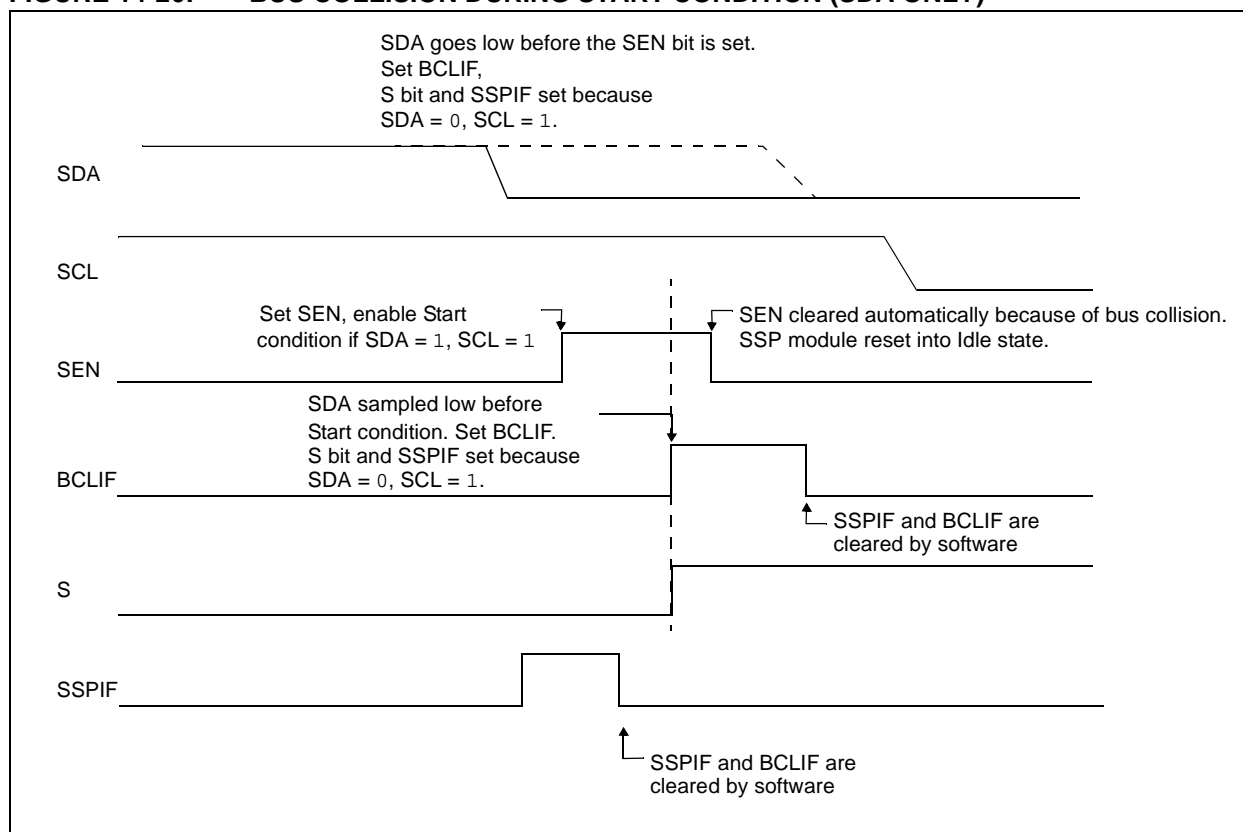 SDA goes low before the SEN bit is set.
Set BCLIF,
S bit and SSPIF set because
SDA = 0, SCL = 1.
SDA
SCL
Set SEN, enable Start
condition if SDA = 1, SCL = 1
SEN cleared automatically because of bus collision.
SSP module reset into Idle state.
SEN
SDA sampled low before
Start condition. Set BCLIF.
S bit and SSPIF set because
SDA = 0, SCL = 1.
BCLIF
SSPIF and BCLIF are
cleared by software
S
SSPIF
SSPIF and BCLIF are
cleared by software